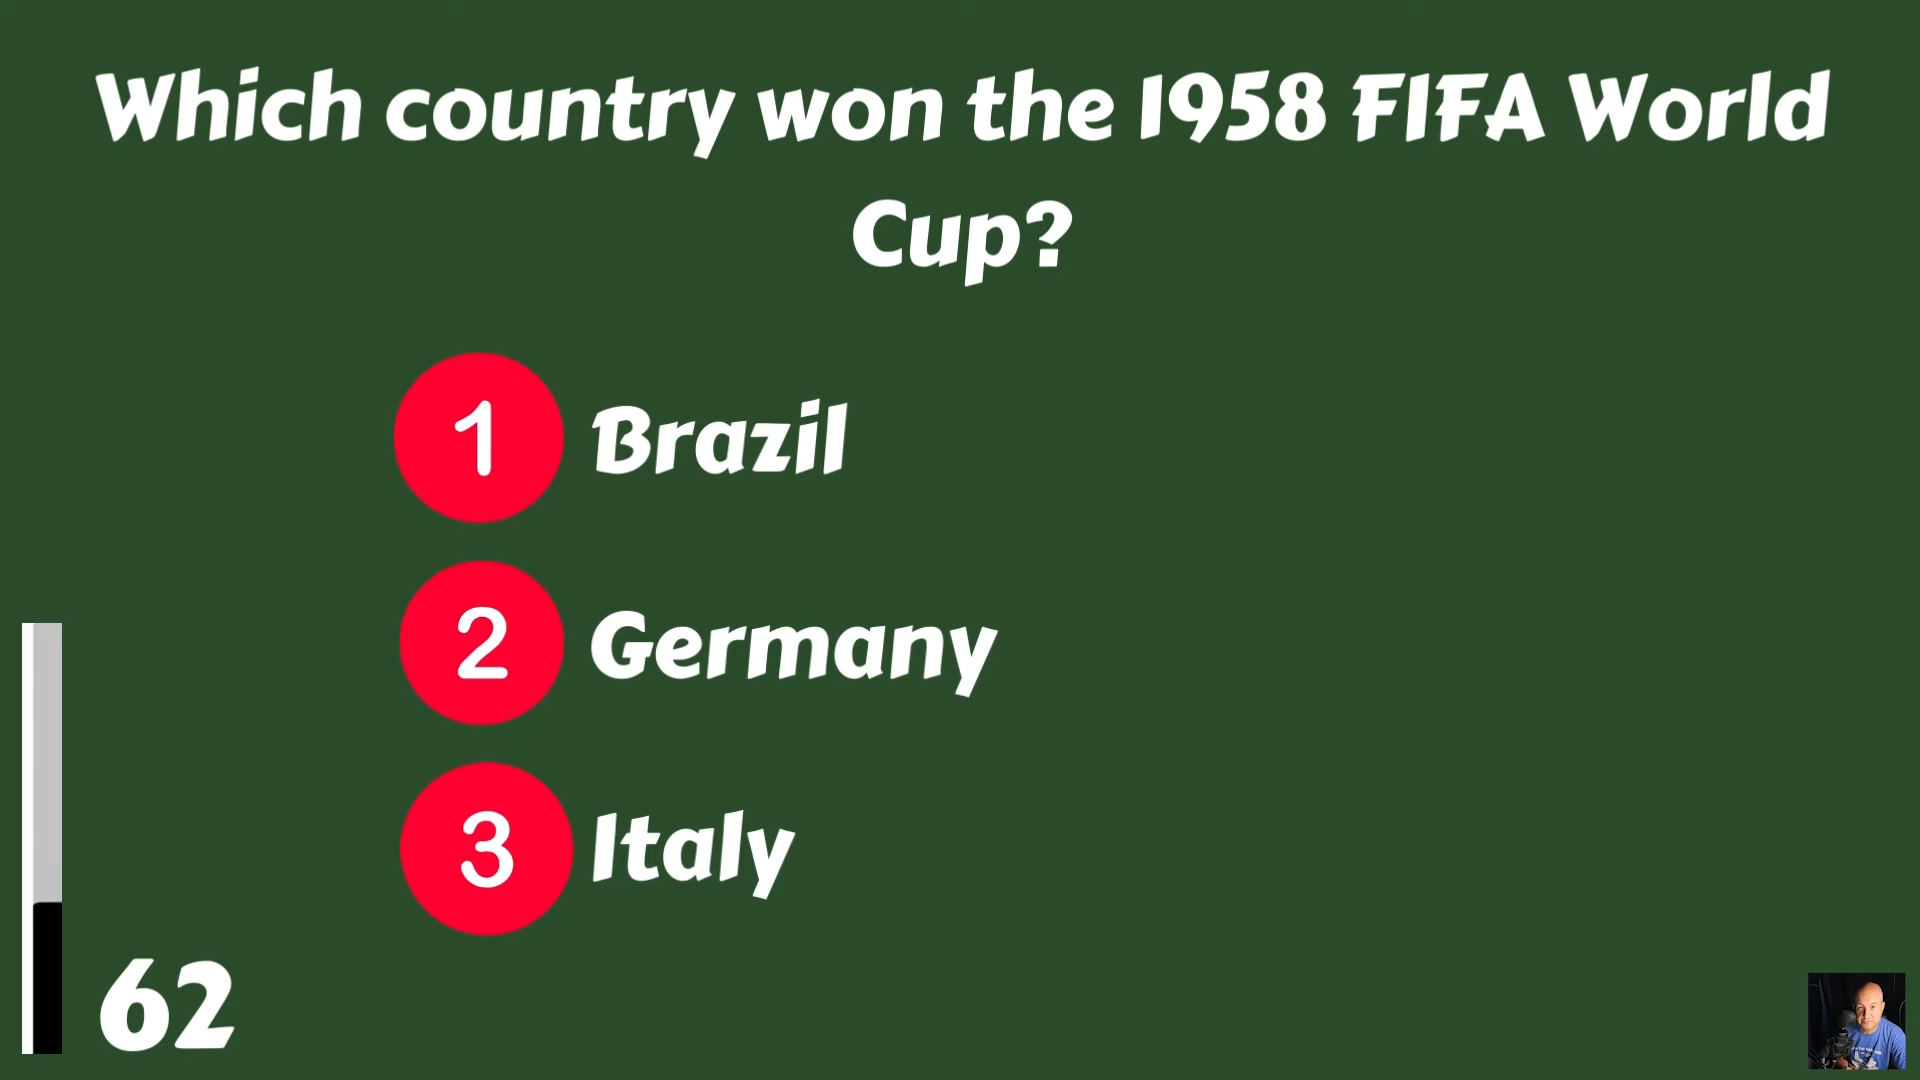 Which country won the 1958 FIFA World
Cup?
1 Brazil
2 Germany
3 Italy
62